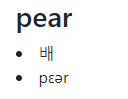 pear
• 배
• pɛər